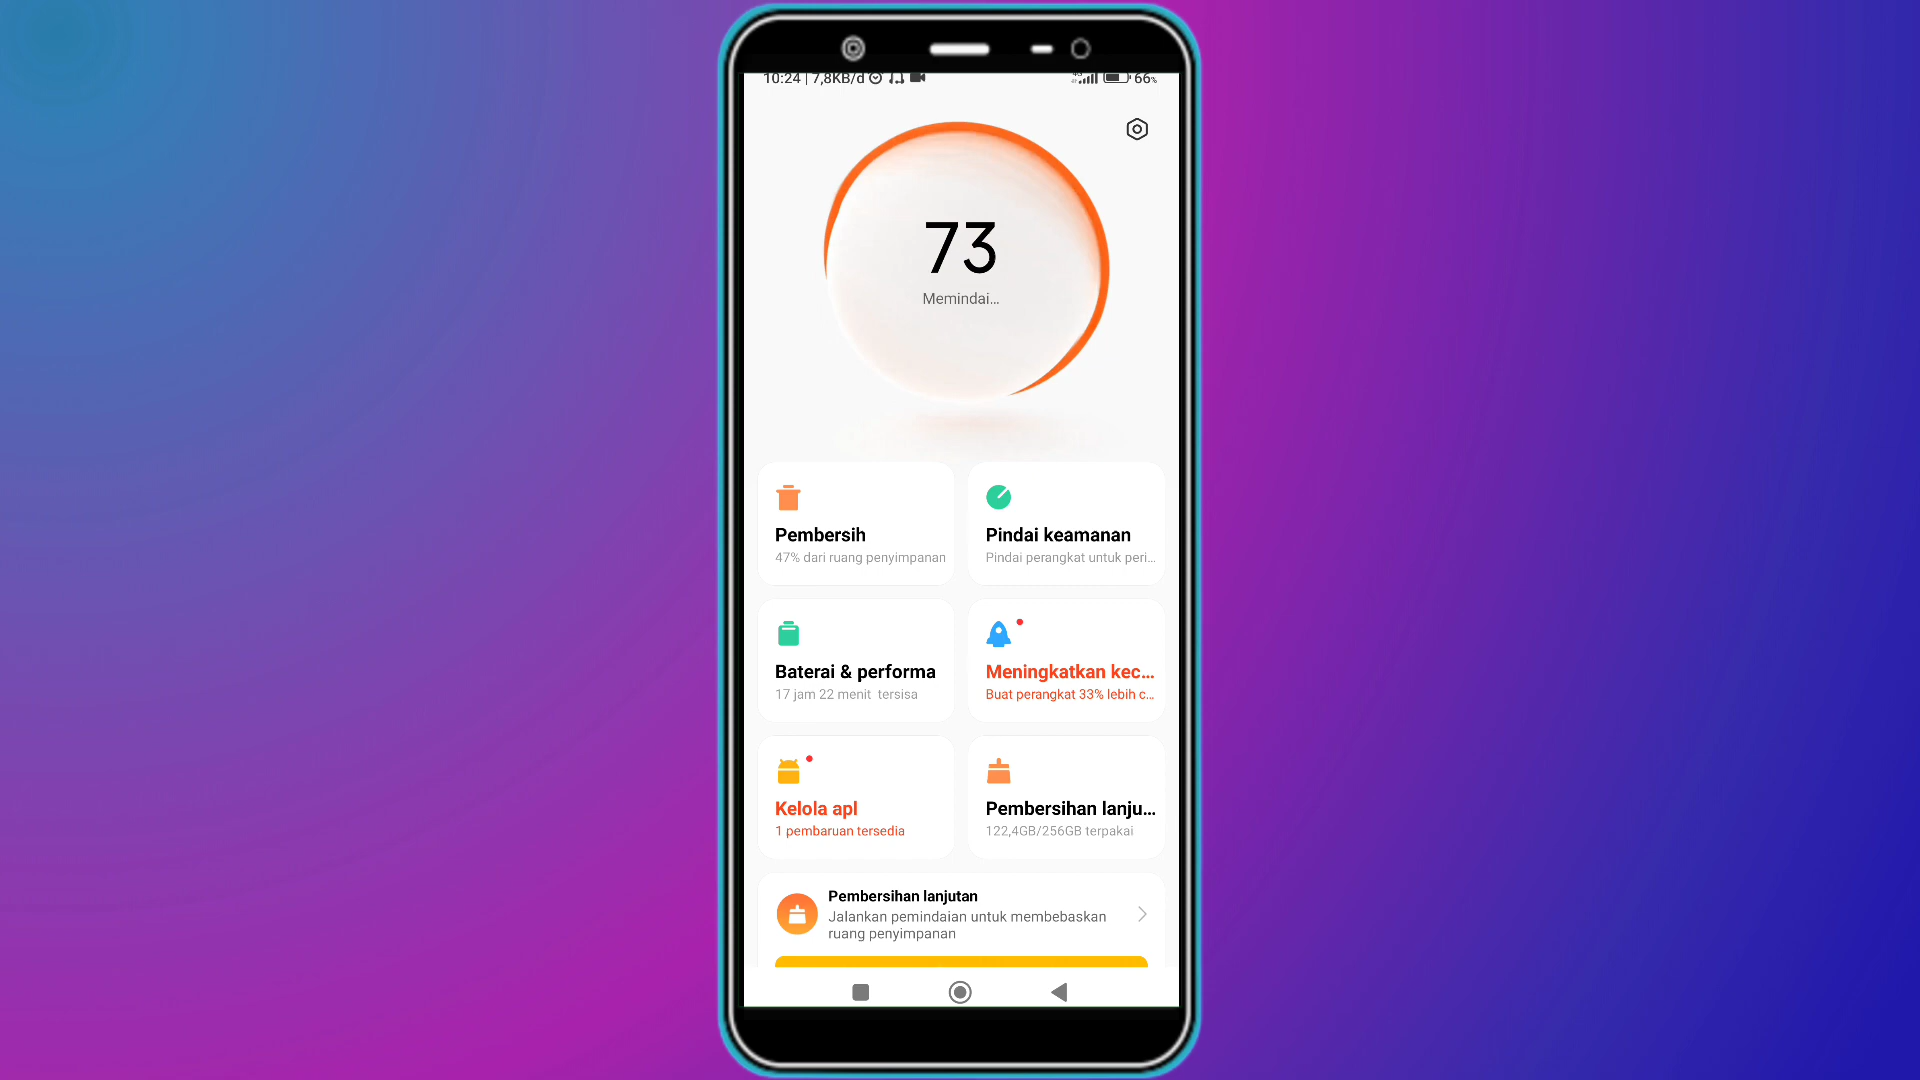 10:24 | 7,8KB/d
66%
73
Memindai...
Pembersih
47% dari ruang penyimpanan
Pindai keamanan
Pindai perangkat untuk peri...
Baterai & performa
17 jam 22 menit tersisa
Meningkatkan kec...
Buat perangkat 33% lebih c...
Kelola apl
1 pembaruan tersedia
Pembersihan lanju...
122,4GB/256GB terpakai
Pembersihan lanjutan
Jalankan pemindaian untuk membebaskan
ruang penyimpanan